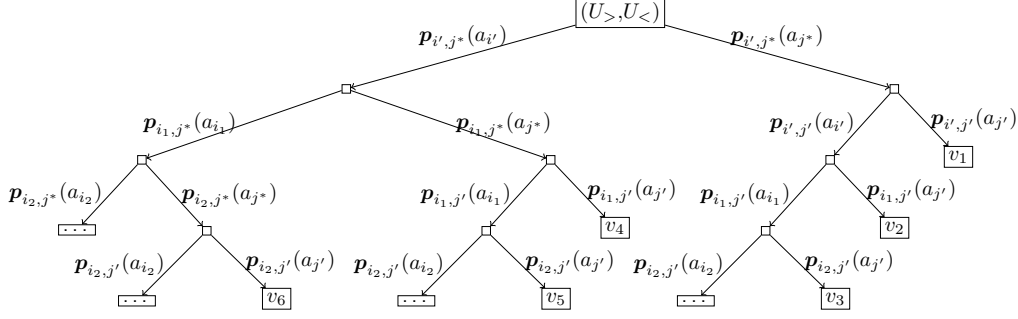 (U_>,U_<)
p_{i',j*}(a_{i'}) p_{i',j*}(a_{j*})
p_{i_1,j*}(a_{i_1}) p_{i_1,j*}(a_{j*}) p_{i',j'}(a_{i'}) p_{i',j'}(a_{j'})
v_1
p_{i_2,j*}(a_{i_2}) p_{i_2,j*}(a_{j*}) p_{i_1,j'}(a_{i_1}) p_{i_1,j'}(a_{j'}) p_{i_1,j'}(a_{i_1}) p_{i_1,j'}(a_{j'})
... v_4 v_2
p_{i_2,j'}(a_{i_2}) p_{i_2,j'}(a_{j'}) p_{i_2,j'}(a_{i_2}) p_{i_2,j'}(a_{j'}) p_{i_2,j'}(a_{i_2}) p_{i_2,j'}(a_{j'})
... v_6 ... v_5 ... v_3